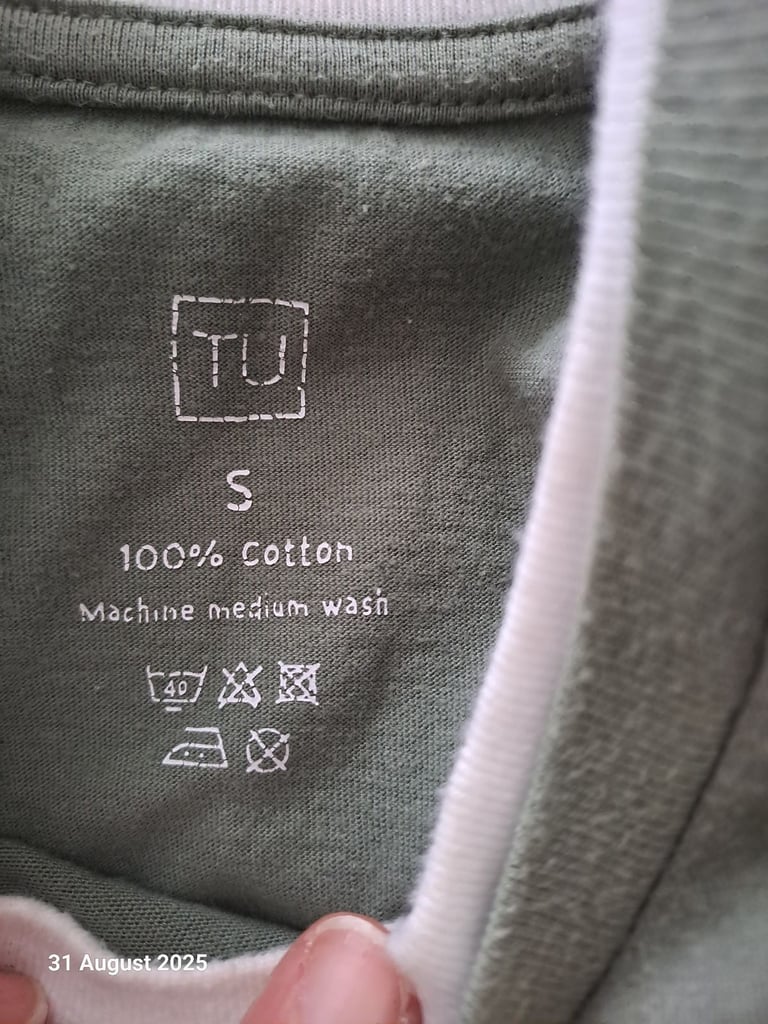 TU
S
100% Cotton
Machine medium wash
40
31 August 2025